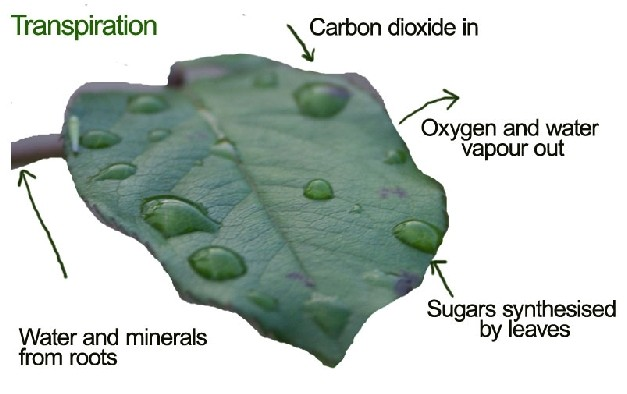 Transpiration
Carbon dioxide in
Oxygen and water
vapour out
Sugars synthesised
by leaves
Water and minerals
from roots